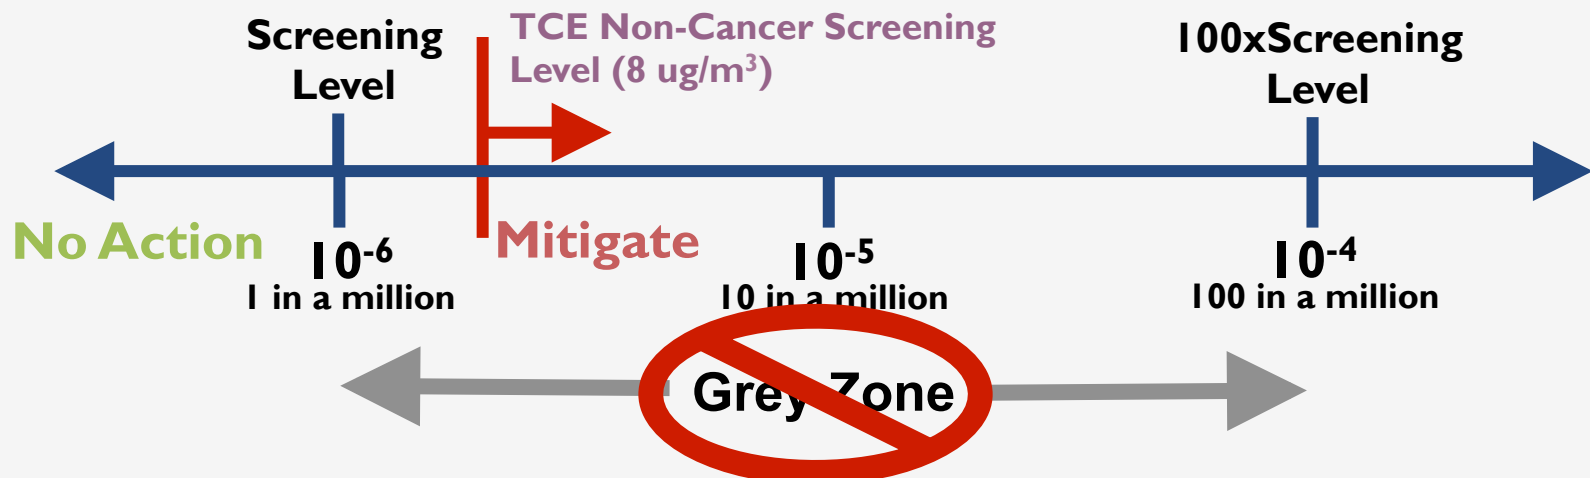 Screening
Level
TCE Non-Cancer Screening
Level (8 ug/m³)
100xScreening
Level
No Action
Mitigate
10⁻⁶
1 in a million
10⁻⁵
10 in a million
10⁻⁴
100 in a million
Grey Zone